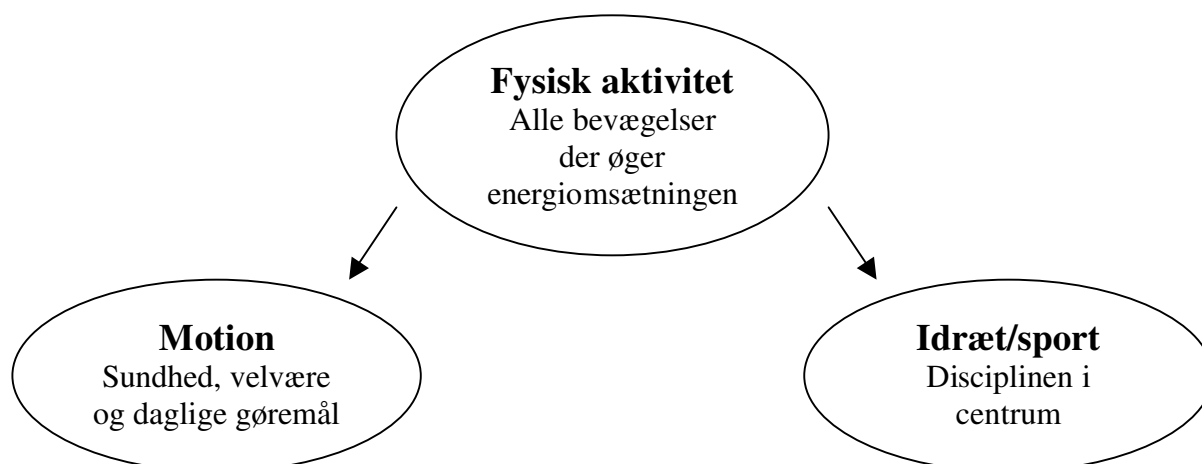 Fysisk aktivitet
Alle bevægelser
der øger
energiomsætningen
Motion
Sundhed, velvære
og daglige gøremål
Idræt/sport
Disciplinen i
centrum